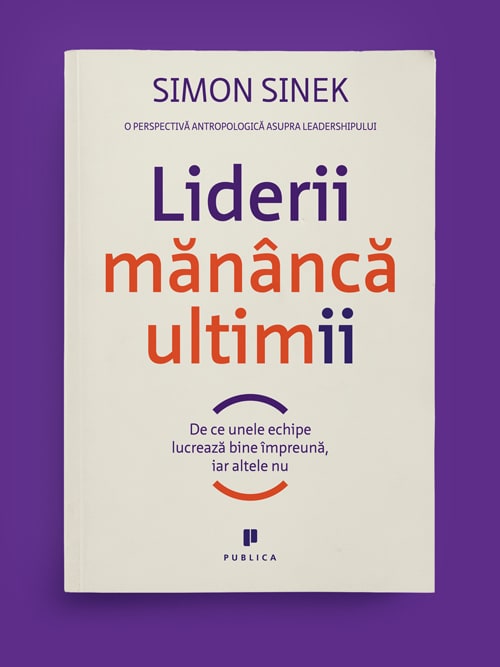 SIMON SINEK
O PERSPECTIVĂ ANTROPOLOGICĂ ASUPRA LEADERSHIPULUI
Liderii
mănâncă
ultimii
De ce unele echipe
lucrează bine împreună,
iar altele nu
PUBLICA